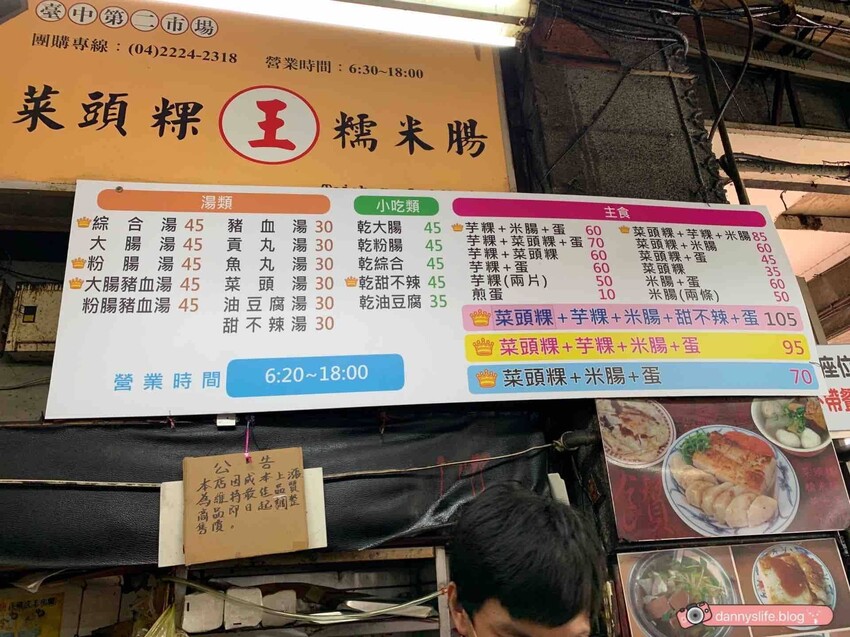 臺中第二市場
團購專線：(04)2224-2318 營業時間：6:30~18:00
菜頭粿 王 糯米腸
湯類
綜合湯 45 豬血湯 30
大腸湯 45 貢丸湯 30
粉腸湯 45 魚丸湯 30
大腸豬血湯 45 菜頭湯 30
粉腸豬血湯 45 油豆腐湯 30
甜不辣湯 30
小吃類
乾大腸 45
乾粉腸 45
乾綜合 45
乾甜不辣 45
乾油豆腐 35
主食
芋粿+米腸+蛋 60
芋粿+菜頭粿+蛋 70
芋粿+菜頭粿 60
芋粿+蛋 60
芋粿(兩片) 50
煎蛋 10
菜頭粿+芋粿+米腸 85
菜頭粿+米腸 60
菜頭粿+蛋 45
菜頭粿 35
米腸+蛋 60
米腸(兩條) 50
菜頭粿+芋粿+米腸+甜不辣+蛋 105
菜頭粿+芋粿+米腸+蛋 95
菜頭粿+米腸+蛋 70
營業時間 6:20~18:00
座位
帶餐
公告
dannyslife.blog